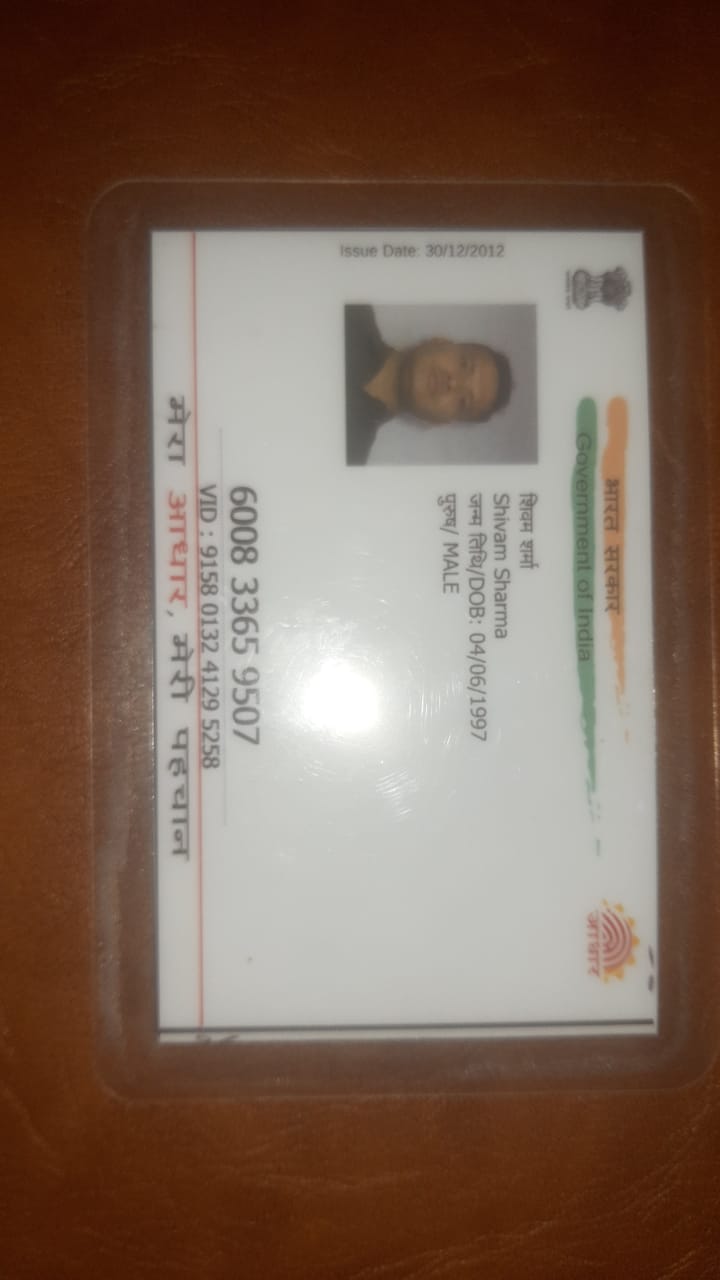 भारत सरकार
Government of India
Issue Date: 30/12/2012
शिवम शर्मा
Shivam Sharma
जन्म तिथि/DOB: 04/06/1997
पुरुष/ MALE
6008 3365 9507
VID : 9158 0132 4129 5258
मेरा आधार, मेरी पहचान
आधार